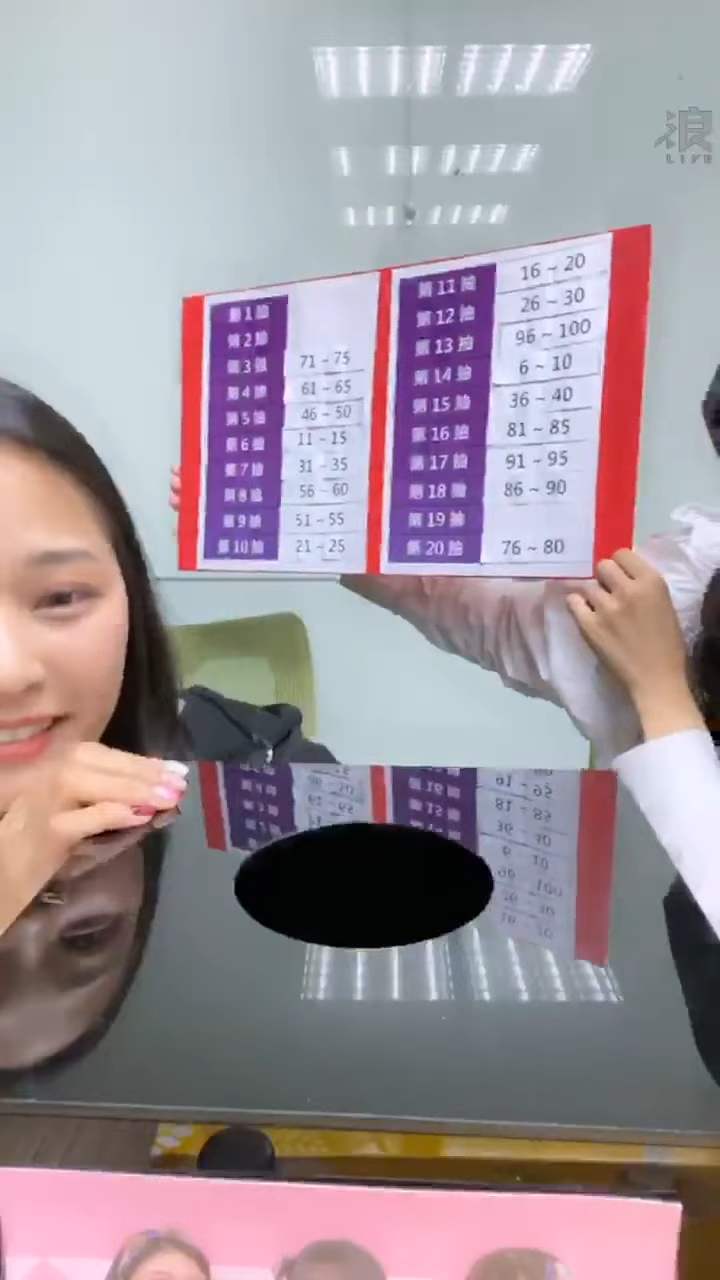 浪
LIVE
第1抽
第2抽
第3抽 71~75
第4抽 61~65
第5抽 46~50
第6抽 11~15
第7抽 31~35
第8抽 56~60
第9抽 51~55
第10抽 21~25
第11抽 16~20
第12抽 26~30
第13抽 96~100
第14抽 6~10
第15抽 36~40
第16抽 81~85
第17抽 91~95
第18抽 86~90
第19抽
第20抽 76~80